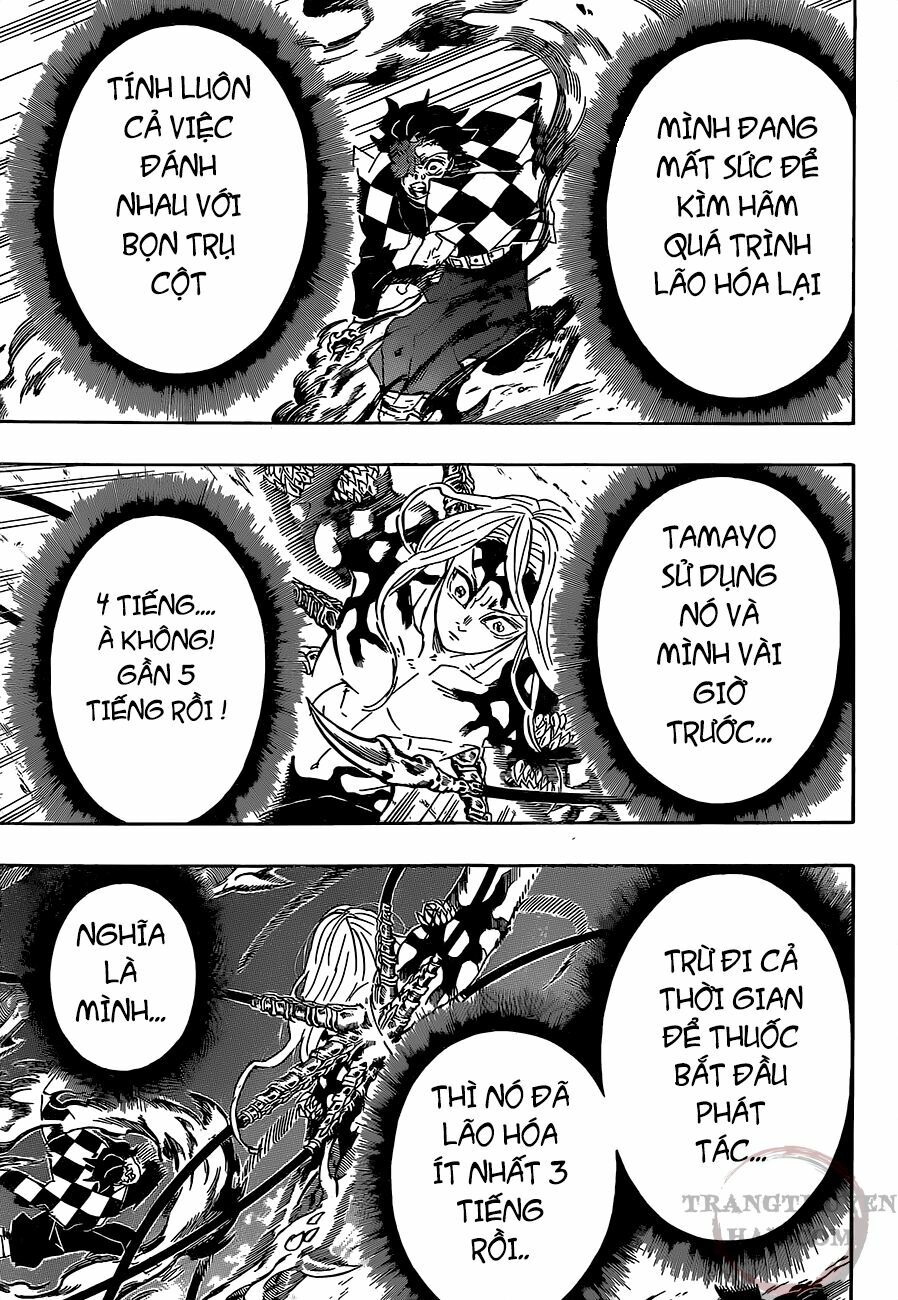 MÌNH ĐANG
MẤT SỨC ĐỂ
KÌM HÃM
QUÁ TRÌNH
LÃO HÓA LẠI
TÍNH LUÔN
CẢ VIỆC
ĐÁNH
NHAU VỚI
BỌN TRỤ
CỘT
TAMAYO
SỬ DỤNG
NÓ VÀ
MÌNH VÀI
GIỜ
TRƯỚC...
4 TIẾNG....
À KHÔNG!
GẦN 5
TIẾNG RỒI !
TRỪ ĐI CẢ
THỜI GIAN
ĐỂ THUỐC
BẮT ĐẦU
PHÁT
TÁC...
THÌ NÓ ĐÃ
LÃO HÓA
ÍT NHẤT 3
TIẾNG
RỒI..
NGHĨA
LÀ
MÌNH...